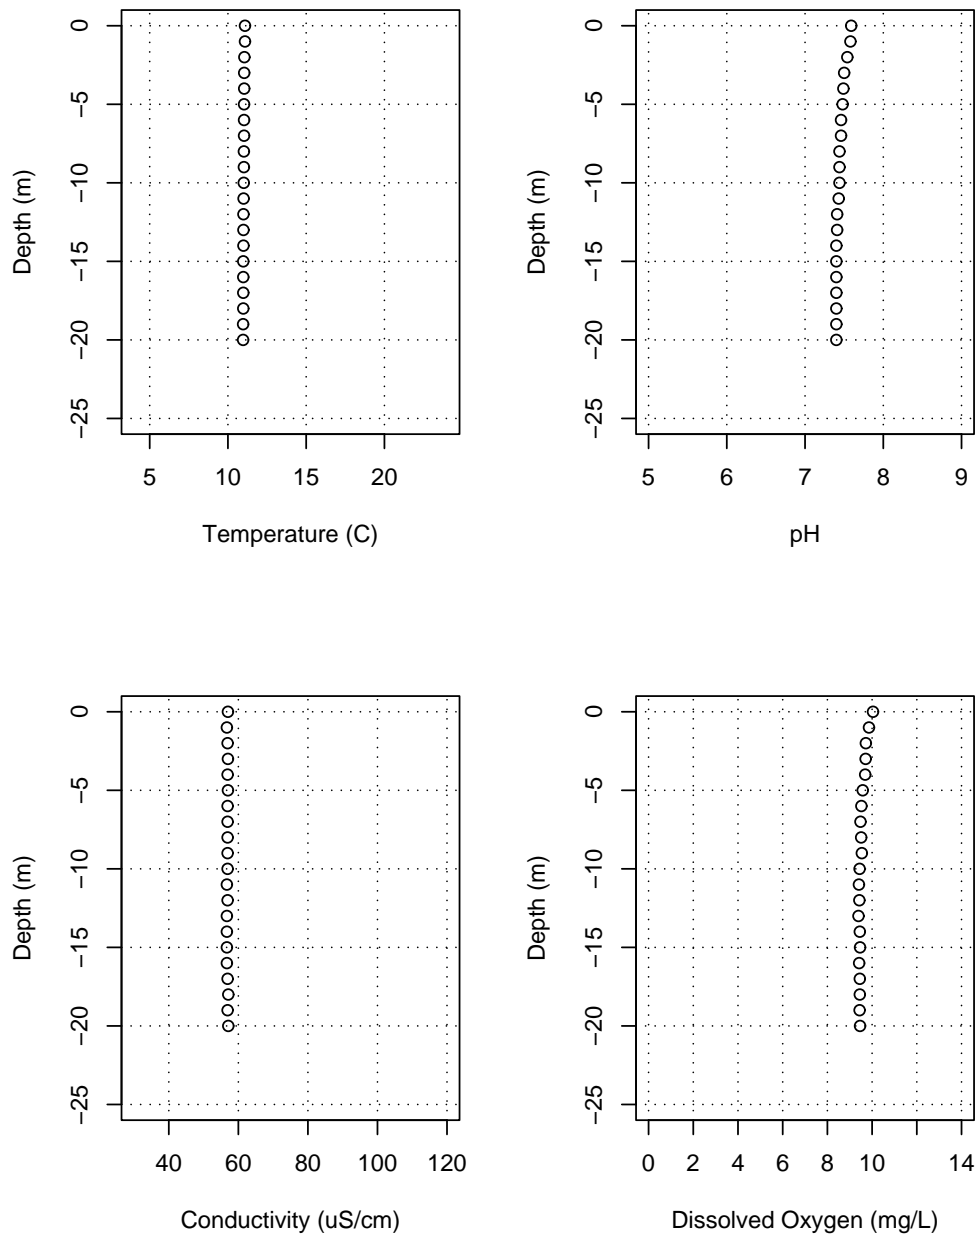 0
−5
−10
−15
−20
−25
Depth (m)
5 10 15 20
Temperature (C)
0
−5
−10
−15
−20
−25
Depth (m)
5 6 7 8 9
pH
0
−5
−10
−15
−20
−25
Depth (m)
40 60 80 100 120
Conductivity (uS/cm)
0
−5
−10
−15
−20
−25
Depth (m)
0 2 4 6 8 10 14
Dissolved Oxygen (mg/L)